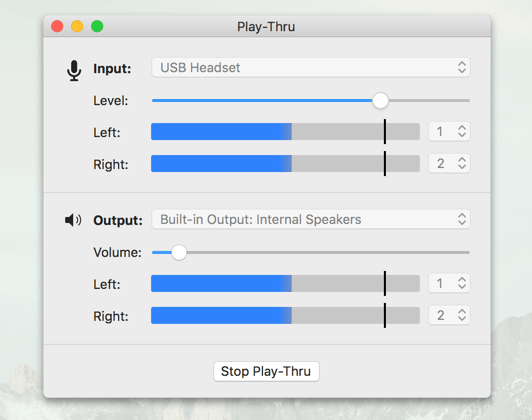 Play-Thru
Input: USB Headset
Level:
Left: 1
Right: 2
Output: Built-in Output: Internal Speakers
Volume:
Left: 1
Right: 2
Stop Play-Thru